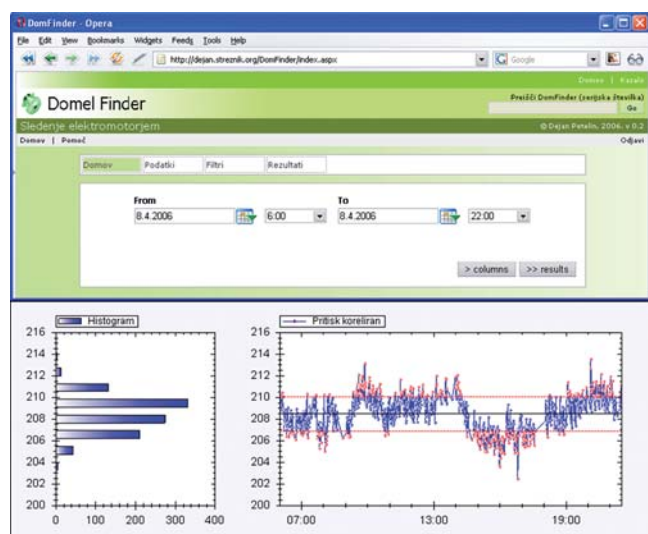 DomFinder - Opera
File Edit View Bookmarks Widgets Feeds Tools Help
http://dejan.streznik.org/DomFinder/index.aspx
Google
Domov | Kazalo
Domel Finder
Preišči DomFinder (serijska številka)
Go
Sledenje elektromotorjem
© Dejan Petelin, 2006. v 0.2
Domov | Pomoč
Odjavi
Domov Podatki Filtri Rezultati
From To
8.4.2006 6:00 8.4.2006 22:00
> columns >> results
Histogram
216
214
212
210
208
206
204
202
200
0 100 200 300 400
Pritisk koreliran
216
214
212
210
208
206
204
202
200
07:00 13:00 19:00